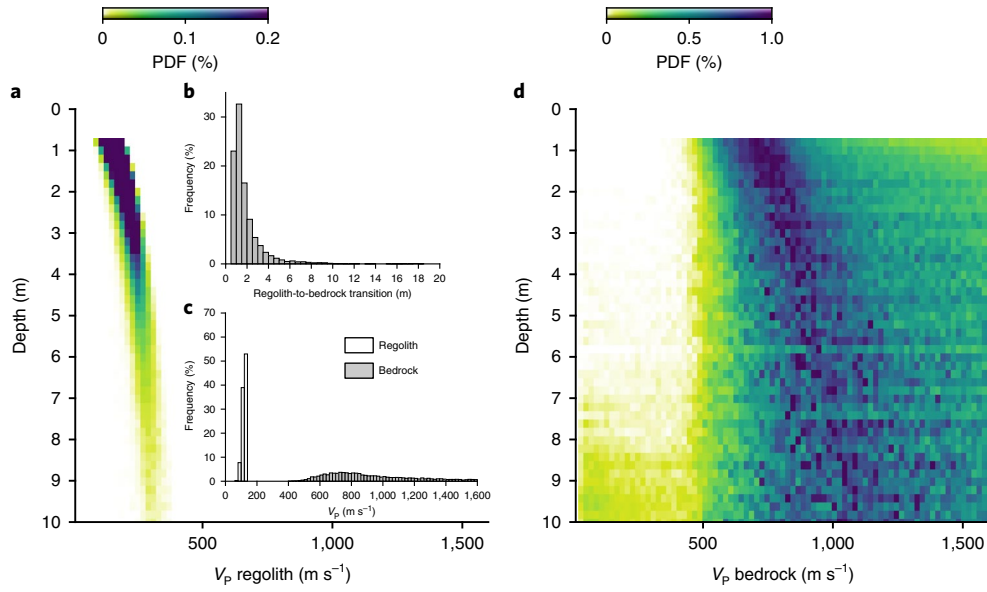 0 0.1 0.2
PDF (%)
0 0.5 1.0
PDF (%)
a
0
1
2
3
4
5
6
7
8
9
10
Depth (m)
500 1,000 1,500
V_P regolith (m s⁻¹)
b
30
20
10
0
Frequency (%)
0 2 4 6 8 10 12 14 16 18 20
Regolith-to-bedrock transition (m)
c
70
60
50
40
30
20
10
0
Frequency (%)
Regolith
Bedrock
0 200 400 600 800 1,000 1,200 1,400 1,600
V_P (m s⁻¹)
d
0
1
2
3
4
5
6
7
8
9
10
Depth (m)
500 1,000 1,500
V_P bedrock (m s⁻¹)